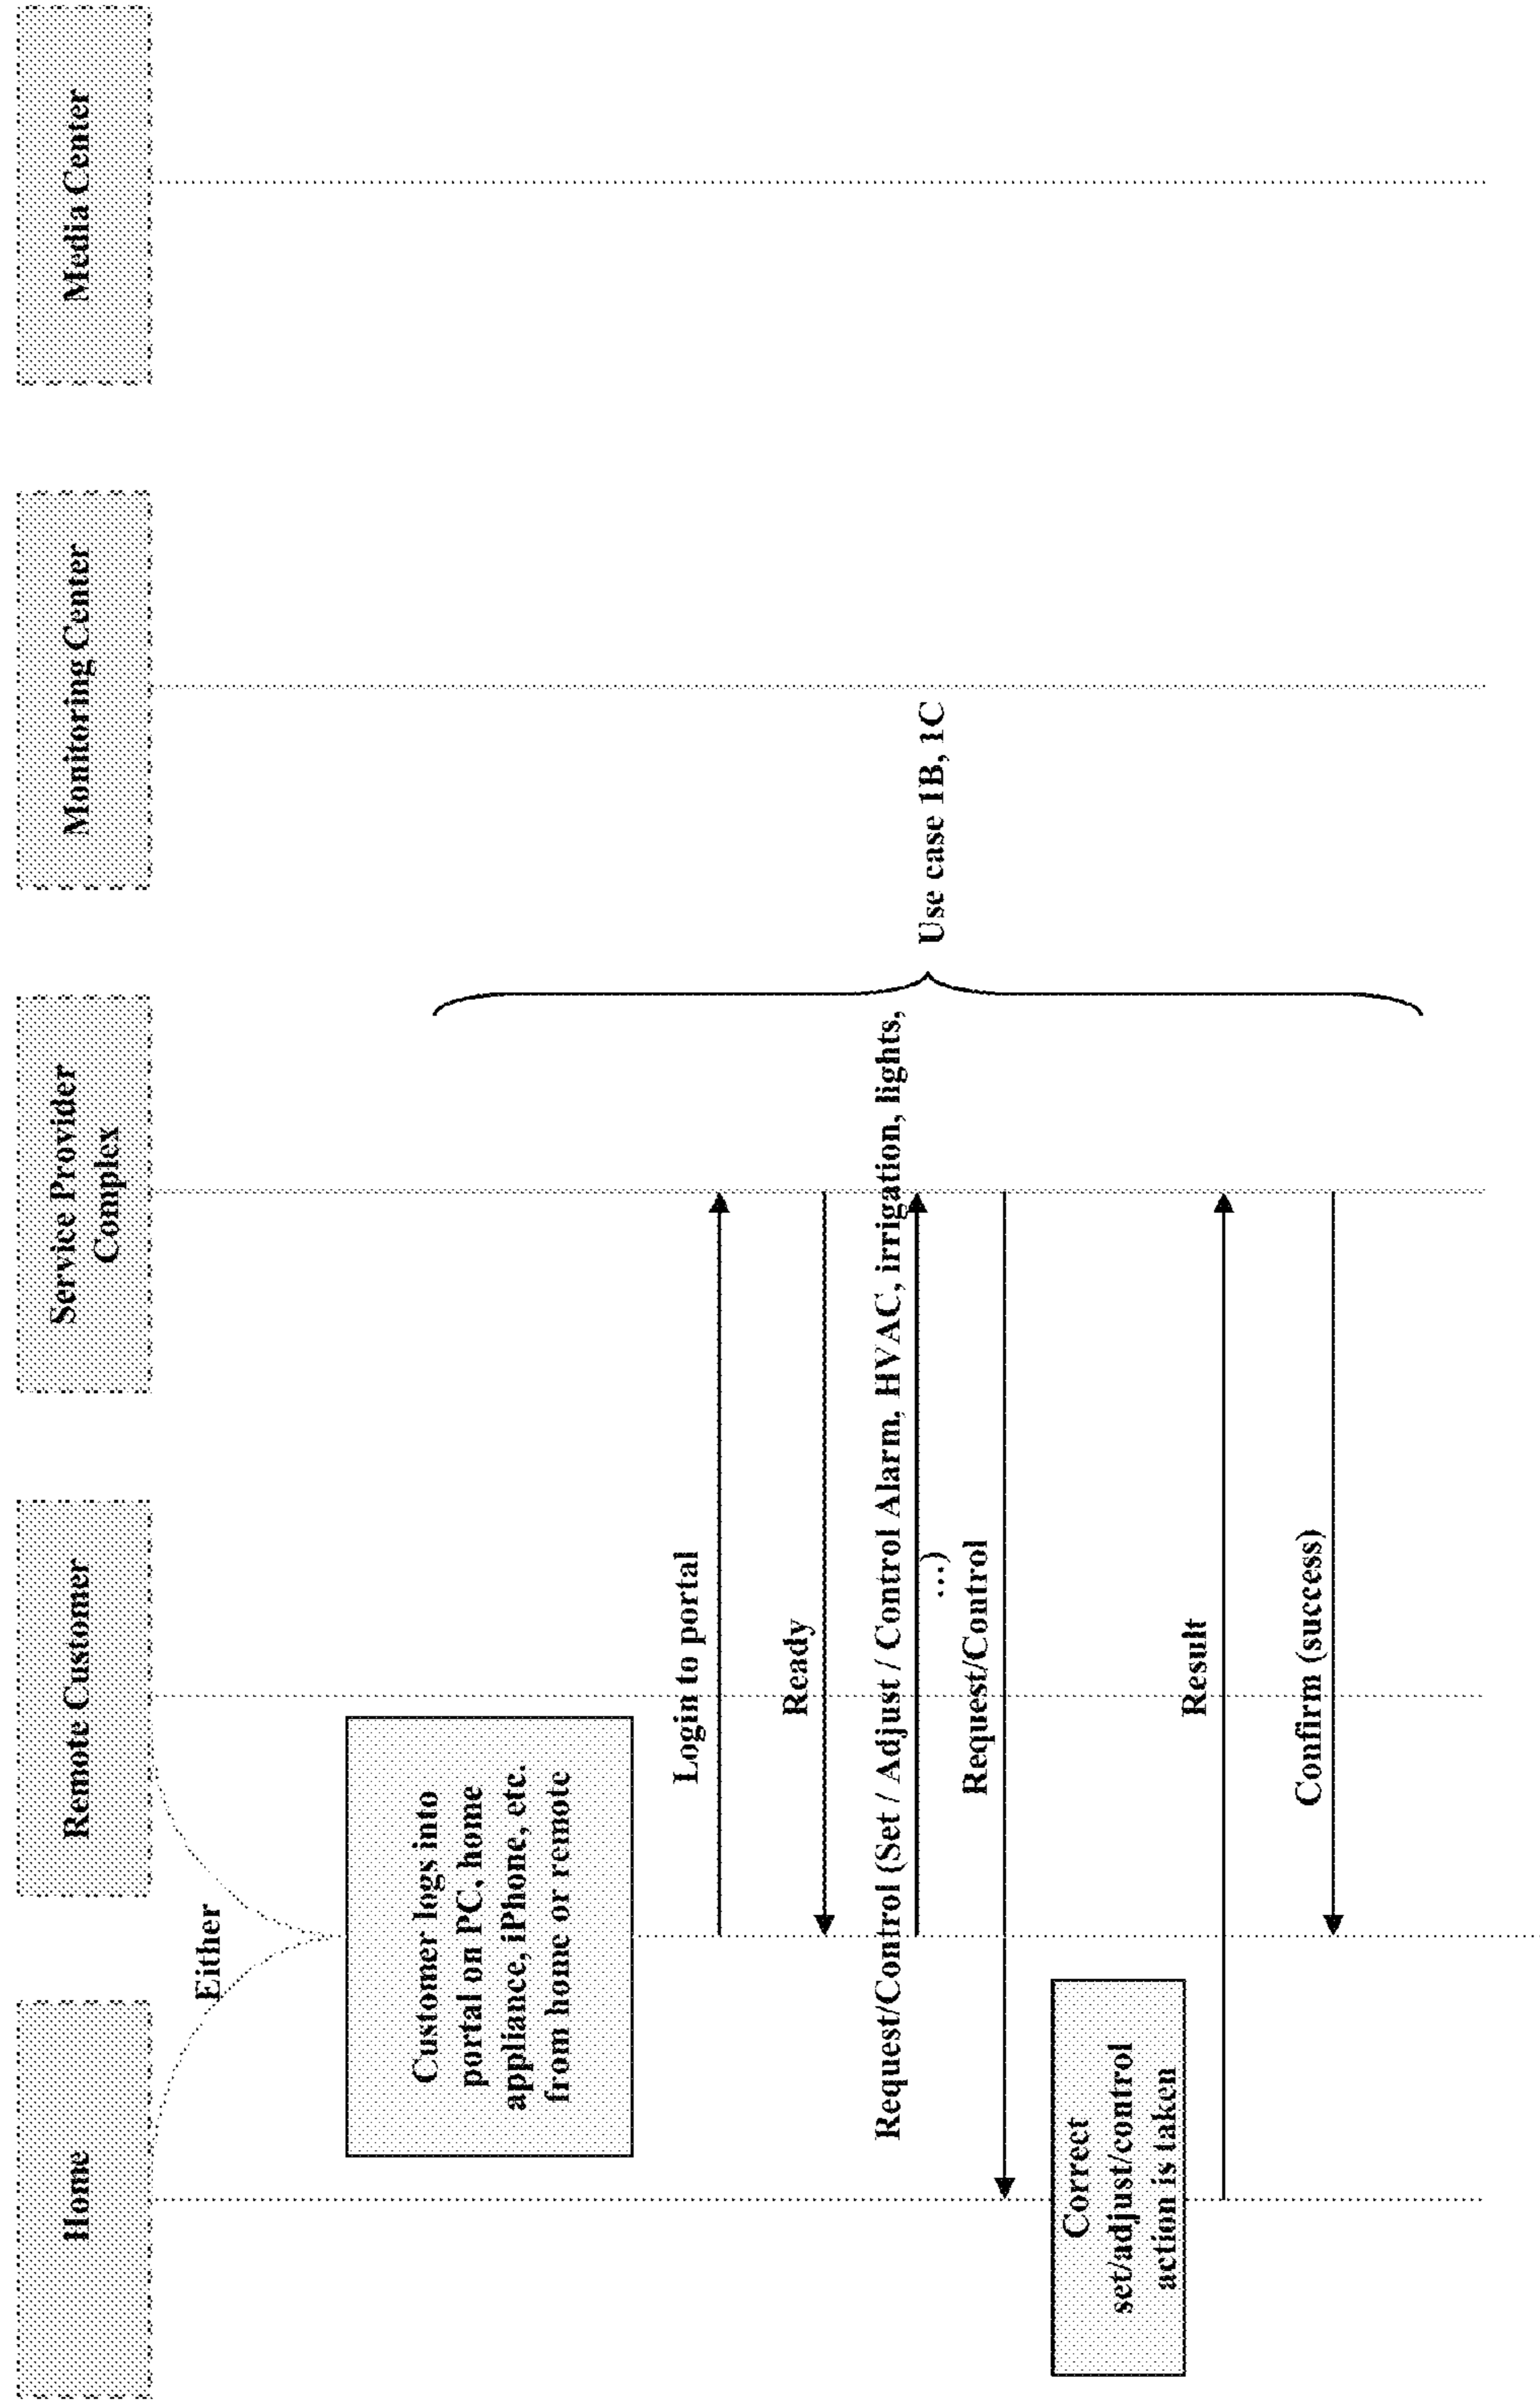 Home
Remote Customer
Service Provider
Complex
Monitoring Center
Media Center
Either
Customer logs into
portal on PC, home
appliance, iPhone, etc.
from home or remote
Login to portal
Ready
Request/Control (Set / Adjust / Control Alarm, HVAC, irrigation, lights,
...)
Use case 1B, 1C
Request/Control
Correct
set/adjust/control
action is taken
Result
Confirm (success)